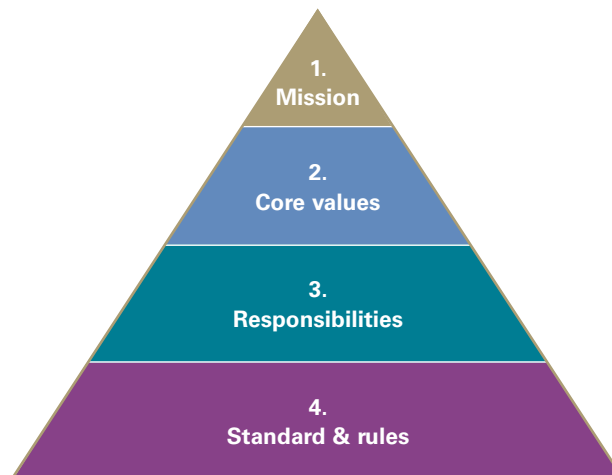 1.
Mission
2.
Core values
3.
Responsibilities
4.
Standard & rules